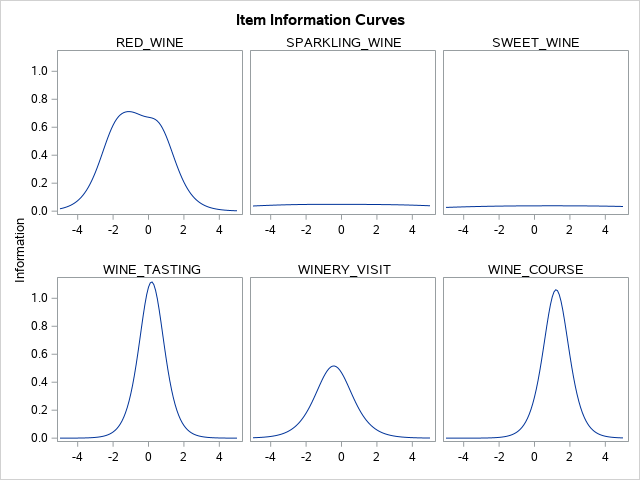 Item Information Curves
RED_WINE SPARKLING_WINE SWEET_WINE
1.0
0.8
0.6
0.4
0.2
0.0
-4 -2 0 2 4 -4 -2 0 2 4 -4 -2 0 2 4
Information
WINE_TASTING WINERY_VISIT WINE_COURSE
1.0
0.8
0.6
0.4
0.2
0.0
-4 -2 0 2 4 -4 -2 0 2 4 -4 -2 0 2 4